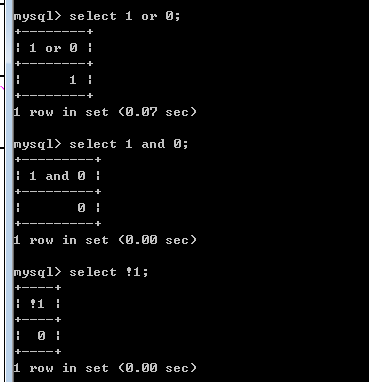 mysql> select 1 or 0;
+--------+
| 1 or 0 |
+--------+
|      1 |
+--------+
1 row in set (0.07 sec)
mysql> select 1 and 0;
+---------+
| 1 and 0 |
+---------+
|       0 |
+---------+
1 row in set (0.00 sec)
mysql> select !1;
+----+
| !1 |
+----+
|  0 |
+----+
1 row in set (0.00 sec)